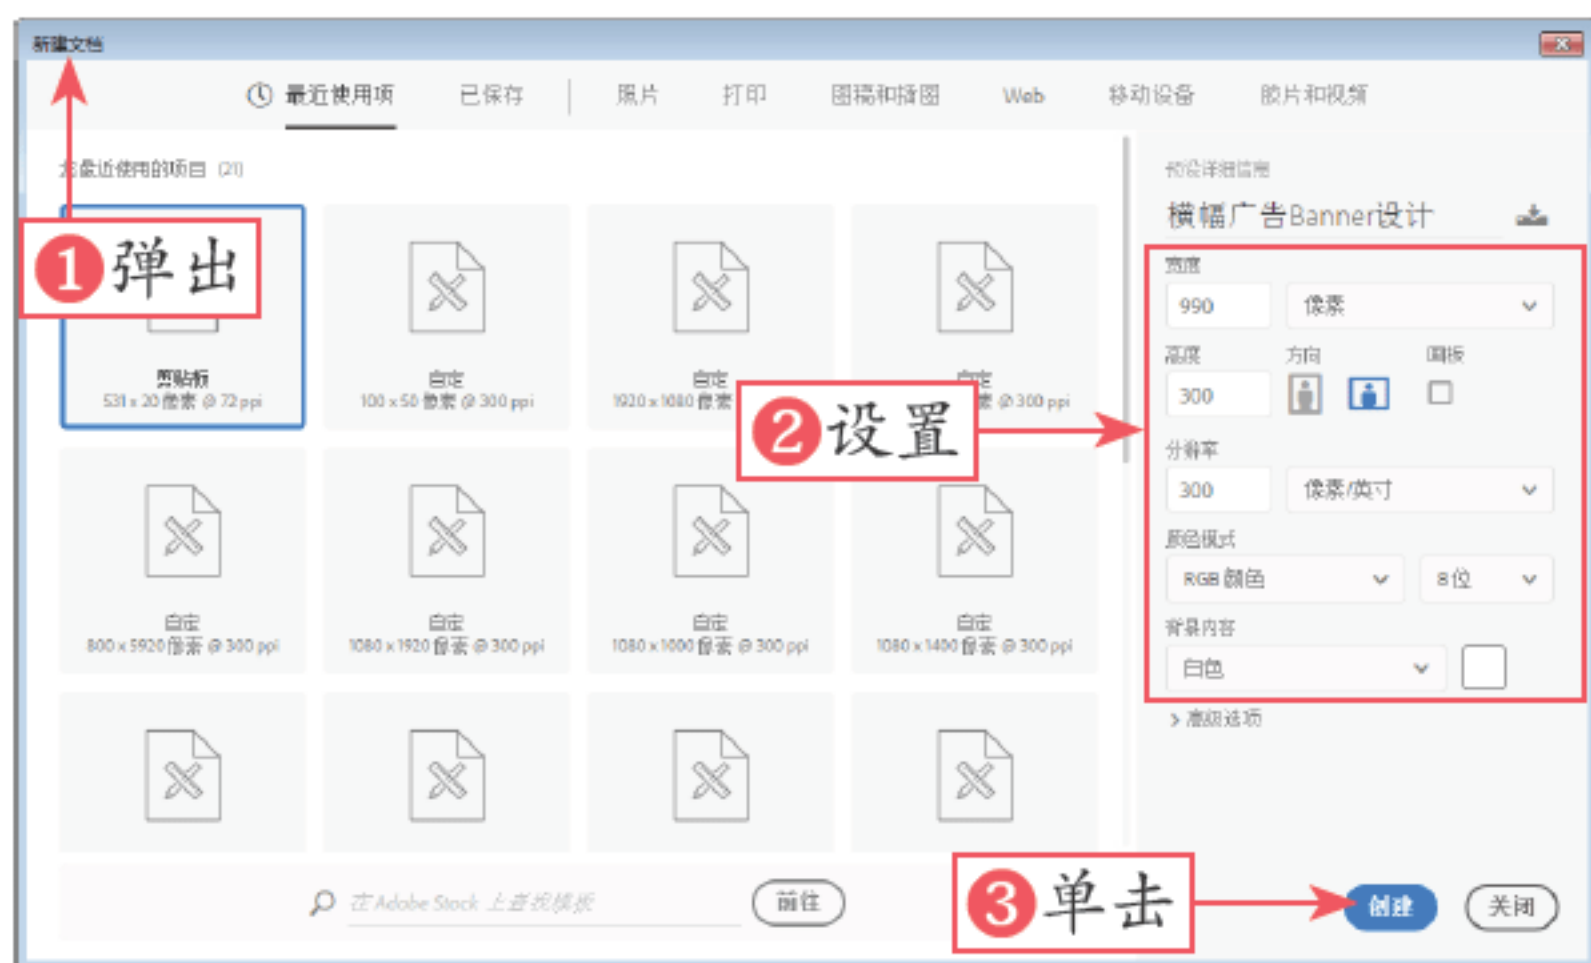 新建文档
最近使用项 已保存 照片 打印 图稿和插图 Web 移动设备 胶片和视频
最近使用的项目 (21)
预设详细信息
横幅广告Banner设计
①弹出
宽度
990 像素
高度 方向 画板
300
剪贴板
531 x 20 像素 @ 72 ppi
自定
100 x 50 像素 @ 300 ppi
自定
1920 x 1080 像素
自定
@ 300 ppi
②设置
分辨率
300 像素/英寸
颜色模式
RGB 颜色 8位
背景内容
白色
高级选项
自定
800 x 5920 像素 @ 300 ppi
自定
1080 x 1920 像素 @ 300 ppi
自定
1080 x 1000 像素 @ 300 ppi
自定
1080 x 1400 像素 @ 300 ppi
在 Adobe Stock 上查找模板 前往
③单击
创建 关闭